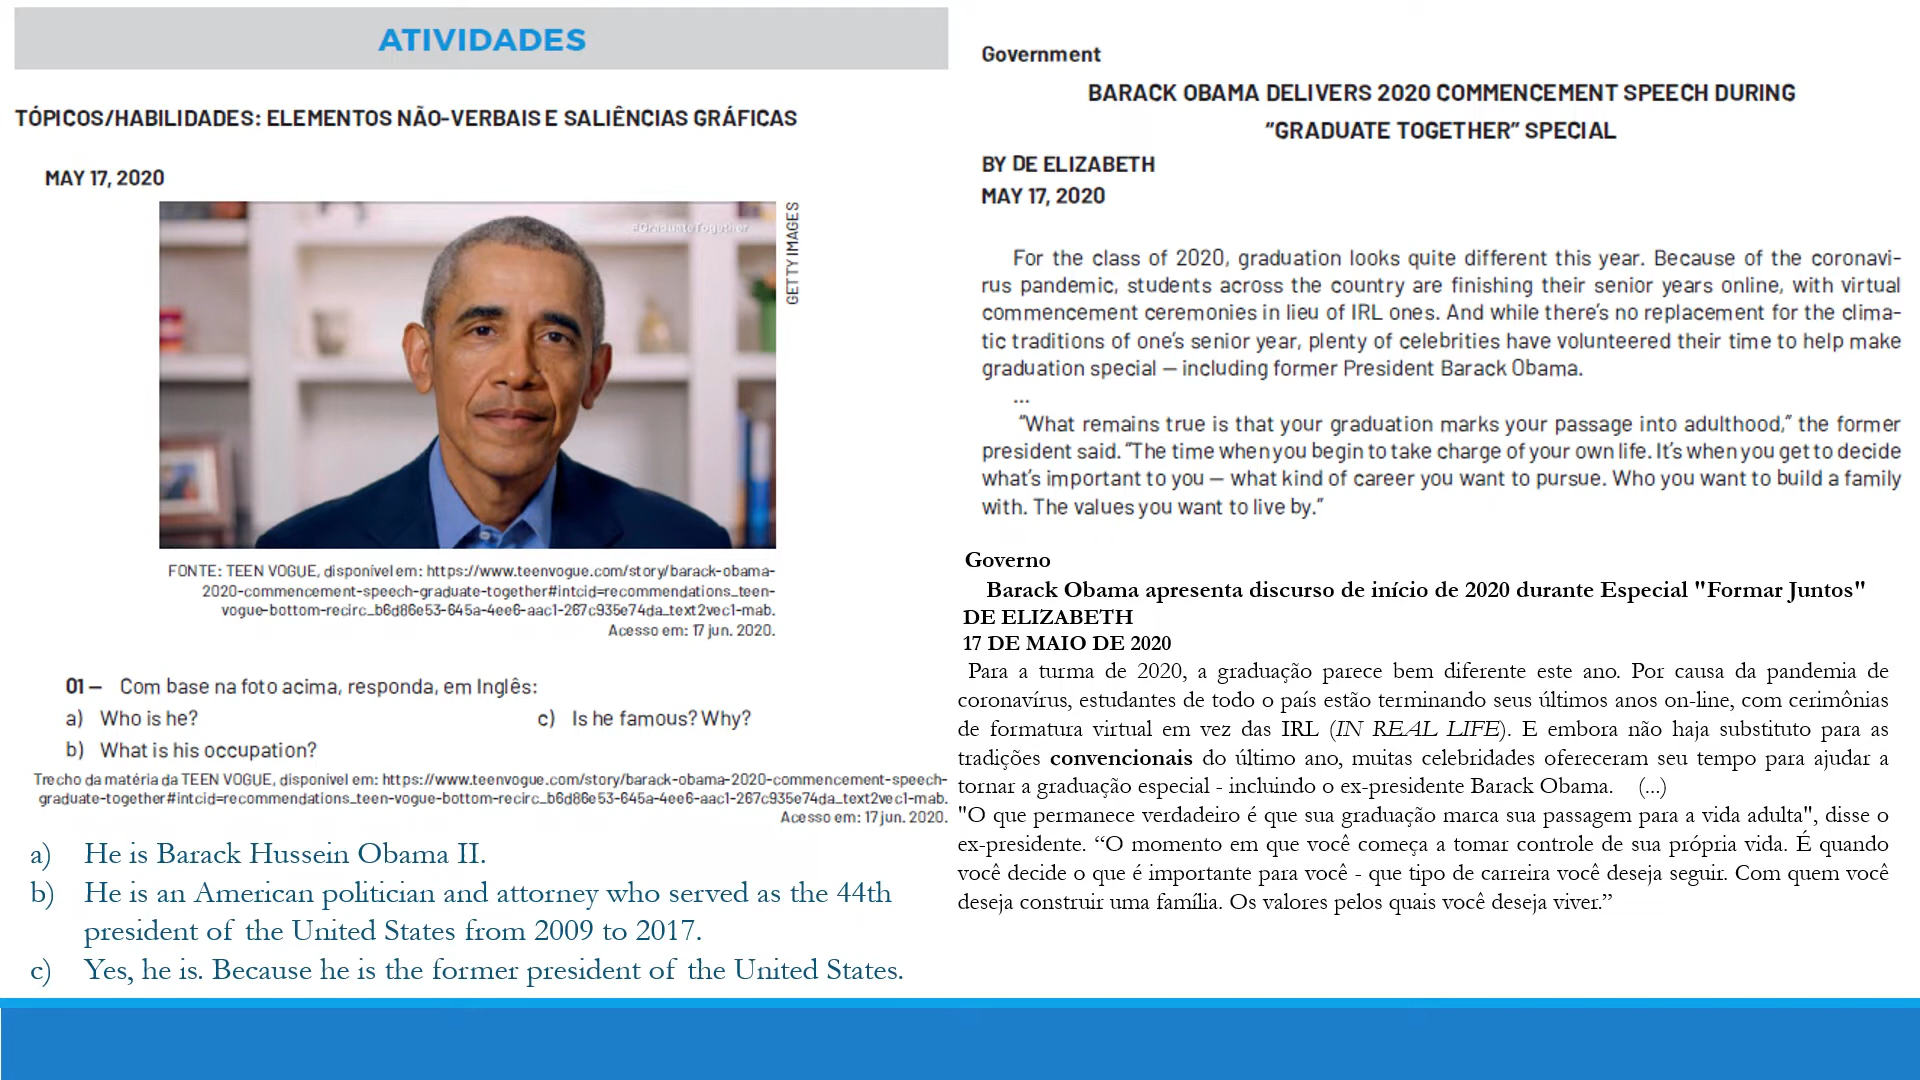 ATIVIDADES
TÓPICOS/HABILIDADES: ELEMENTOS NÃO-VERBAIS E SALIÊNCIAS GRÁFICAS
MAY 17, 2020
#GraduateTogether
GETTY IMAGES
FONTE: TEEN VOGUE, disponível em: https://www.teenvogue.com/story/barack-obama-
2020-commencement-speech-graduate-together#intcid=recommendations_teen-
vogue-bottom-recirc_b6d86e53-645a-4ee6-aac1-267c935e74da_text2vec1-mab.
Acesso em: 17 jun. 2020.
01 — Com base na foto acima, responda, em Inglês:
a) Who is he?
c) Is he famous? Why?
b) What is his occupation?
Trecho da matéria da TEEN VOGUE, disponível em: https://www.teenvogue.com/story/barack-obama-2020-commencement-speech-
graduate-together#intcid=recommendations_teen-vogue-bottom-recirc_b6d86e53-645a-4ee6-aac1-267c935e74da_text2vec1-mab.
Acesso em: 17 jun. 2020.
a) He is Barack Hussein Obama II.
b) He is an American politician and attorney who served as the 44th
president of the United States from 2009 to 2017.
c) Yes, he is. Because he is the former president of the United States.
Government
BARACK OBAMA DELIVERS 2020 COMMENCEMENT SPEECH DURING
“GRADUATE TOGETHER” SPECIAL
BY DE ELIZABETH
MAY 17, 2020
For the class of 2020, graduation looks quite different this year. Because of the coronavi-
rus pandemic, students across the country are finishing their senior years online, with virtual
commencement ceremonies in lieu of IRL ones. And while there’s no replacement for the clima-
tic traditions of one’s senior year, plenty of celebrities have volunteered their time to help make
graduation special — including former President Barack Obama.
...
“What remains true is that your graduation marks your passage into adulthood,” the former
president said. “The time when you begin to take charge of your own life. It’s when you get to decide
what’s important to you — what kind of career you want to pursue. Who you want to build a family
with. The values you want to live by.”
Governo
Barack Obama apresenta discurso de início de 2020 durante Especial "Formar Juntos"
DE ELIZABETH
17 DE MAIO DE 2020
Para a turma de 2020, a graduação parece bem diferente este ano. Por causa da pandemia de
coronavírus, estudantes de todo o país estão terminando seus últimos anos on-line, com cerimônias
de formatura virtual em vez das IRL (IN REAL LIFE). E embora não haja substituto para as
tradições convencionais do último ano, muitas celebridades ofereceram seu tempo para ajudar a
tornar a graduação especial - incluindo o ex-presidente Barack Obama. (...)
"O que permanece verdadeiro é que sua graduação marca sua passagem para a vida adulta", disse o
ex-presidente. “O momento em que você começa a tomar controle de sua própria vida. É quando
você decide o que é importante para você - que tipo de carreira você deseja seguir. Com quem você
deseja construir uma família. Os valores pelos quais você deseja viver.”